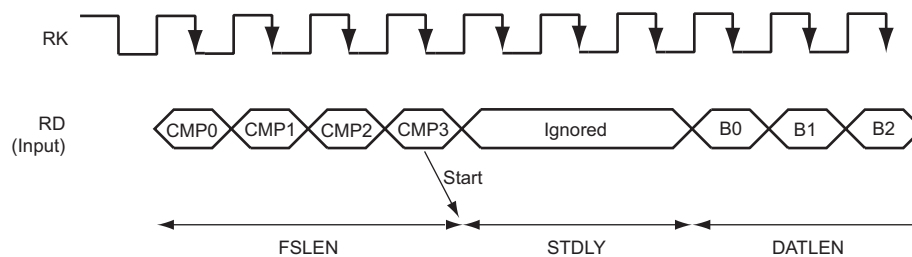 RK
RD
(Input)
CMP0 CMP1 CMP2 CMP3 Ignored B0 B1 B2
Start
FSLEN STDLY DATLEN